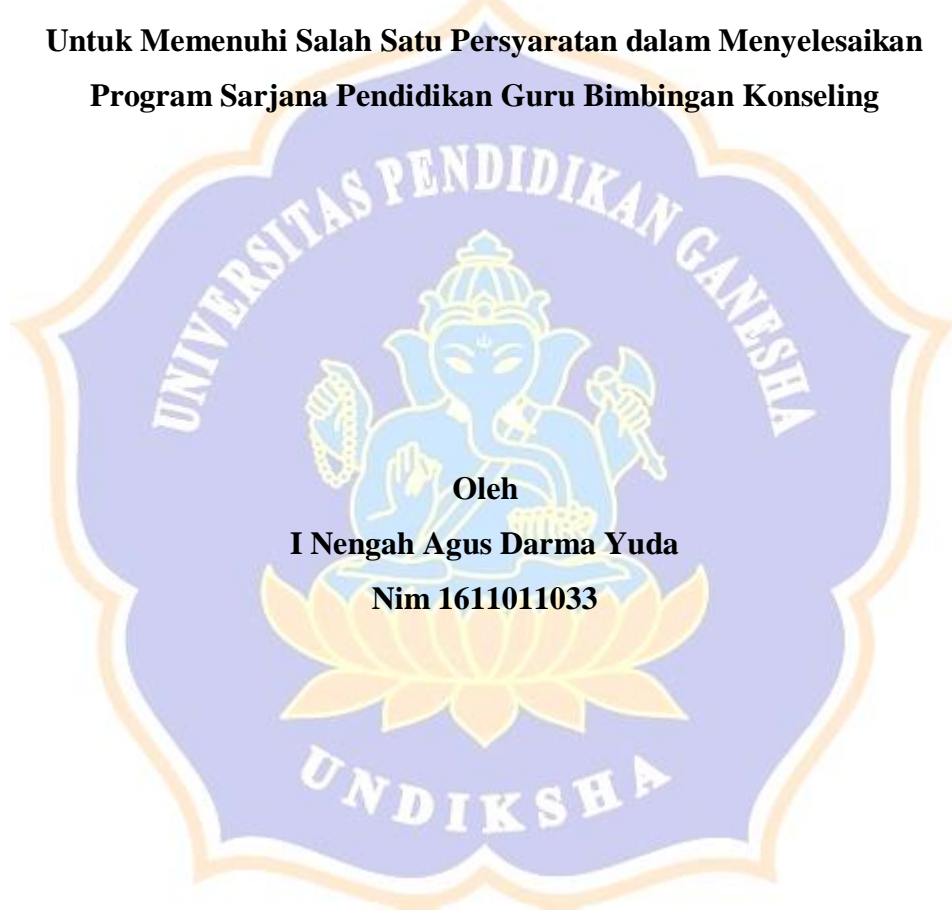 Untuk Memenuhi Salah Satu Persyaratan dalam Menyelesaikan
Program Sarjana Pendidikan Guru Bimbingan Konseling
UNIVERSITAS PENDIDIKAN GANESHA
Oleh
I Nengah Agus Darma Yuda
Nim 1611011033
UNDIKSHA